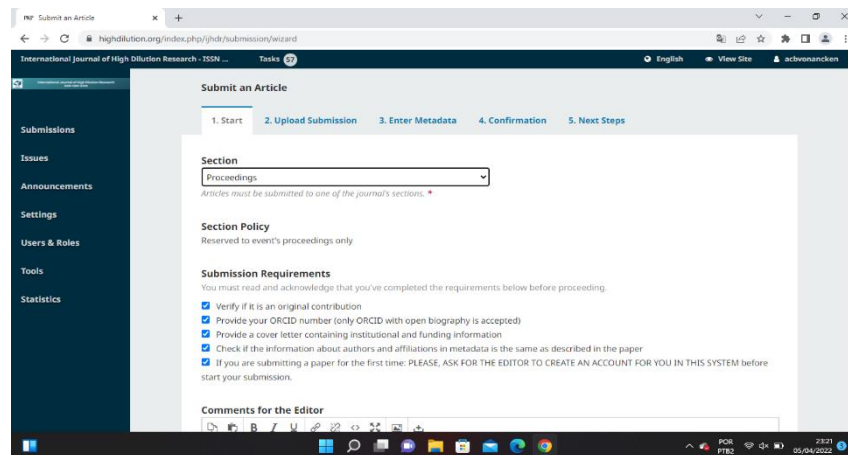 Submit an Article
highdilution.org/index.php/ijhdr/submission/wizard
International Journal of High Dilution Research - ISSN ...
Tasks 57
English
View Site
acbvonancken
Submit an Article
1. Start
2. Upload Submission
3. Enter Metadata
4. Confirmation
5. Next Steps
Submissions
Issues
Announcements
Settings
Users & Roles
Tools
Statistics
Section
Proceedings
Articles must be submitted to one of the journal's sections. *
Section Policy
Reserved to event's proceedings only
Submission Requirements
You must read and acknowledge that you've completed the requirements below before proceeding.
Verify if it is an original contribution
Provide your ORCID number (only ORCID with open biography is accepted)
Provide a cover letter containing institutional and funding information
Check if the information about authors and affiliations in metadata is the same as described in the paper
If you are submitting a paper for the first time: PLEASE, ASK FOR THE EDITOR TO CREATE AN ACCOUNT FOR YOU IN THIS SYSTEM before
start your submission.
Comments for the Editor
B I U
POR
PTB2
23:21
05/04/2022